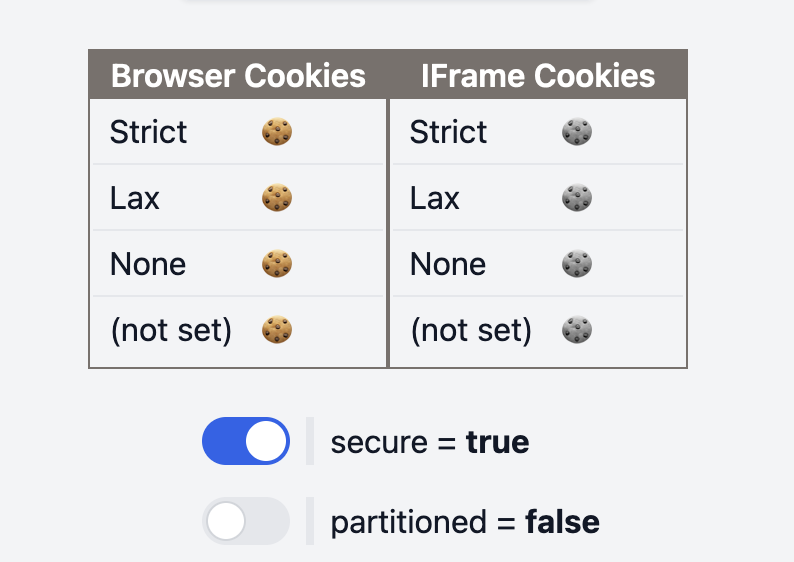 Browser Cookies IFrame Cookies
Strict Strict
Lax Lax
None None
(not set) (not set)
secure = true
partitioned = false